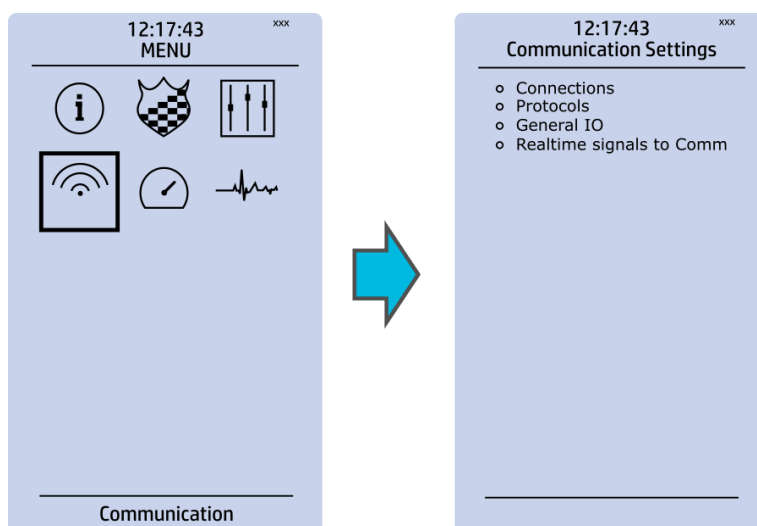 12:17:43 xxx
MENU
i
Communication
12:17:43 xxx
Communication Settings
Connections
Protocols
General IO
Realtime signals to Comm